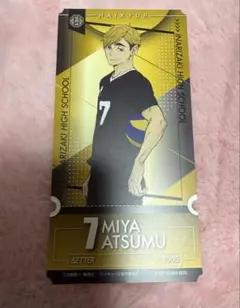 HAIKYU!!
INARIZAKI HIGH SCHOOL
>>>> INARIZAKI HIGH SCHOOL
7
7
MIYA
ATSUMU
SETTER